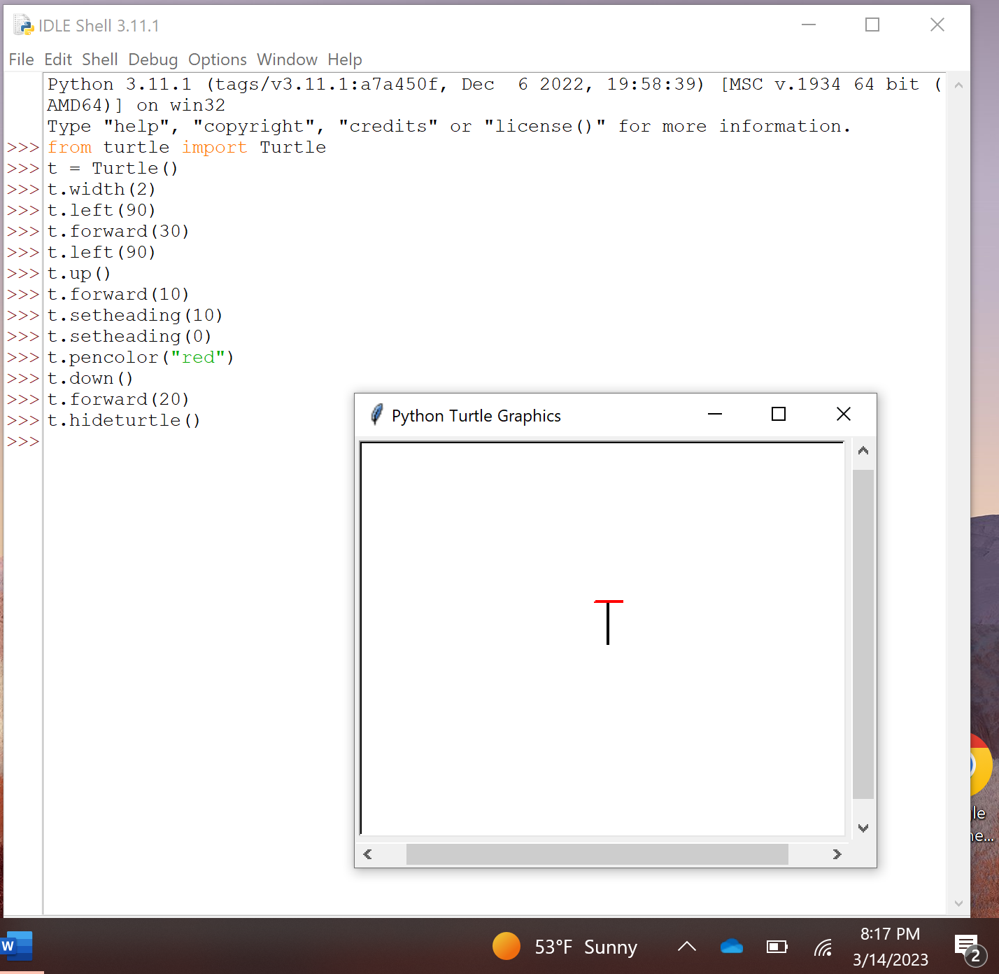 IDLE Shell 3.11.1
File Edit Shell Debug Options Window Help
Python 3.11.1 (tags/v3.11.1:a7a450f, Dec  6 2022, 19:58:39) [MSC v.1934 64 bit (
AMD64)] on win32
Type "help", "copyright", "credits" or "license()" for more information.
>>> from turtle import Turtle
>>> t = Turtle()
>>> t.width(2)
>>> t.left(90)
>>> t.forward(30)
>>> t.left(90)
>>> t.up()
>>> t.forward(10)
>>> t.setheading(10)
>>> t.setheading(0)
>>> t.pencolor("red")
>>> t.down()
>>> t.forward(20)
>>> t.hideturtle()
>>>
Python Turtle Graphics
T
le
ne...
W
53°F Sunny
8:17 PM
3/14/2023
2